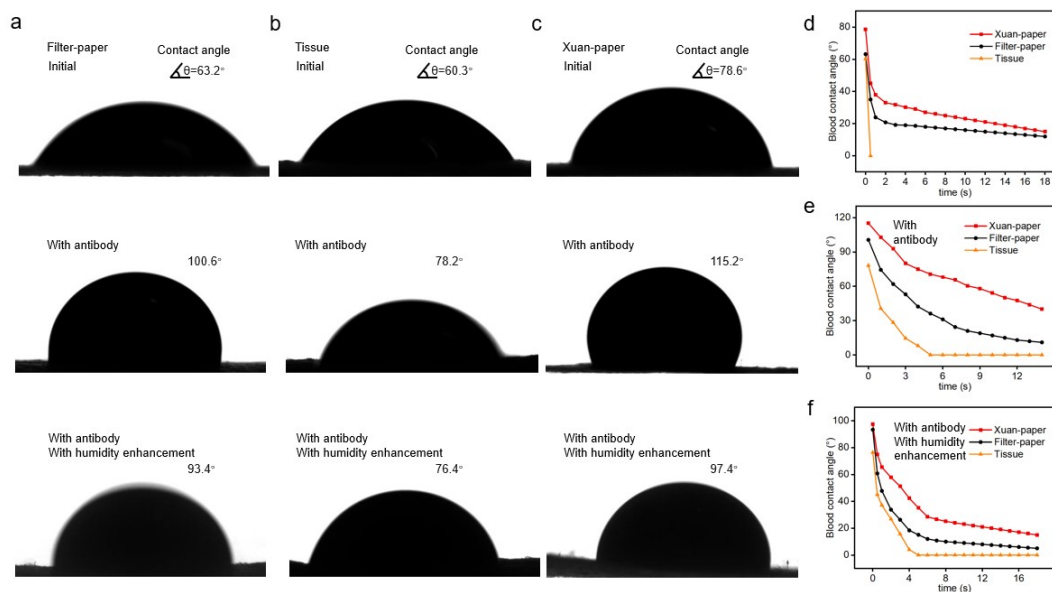 a
Filter-paper
Initial
Contact angle
θ=63.2°
With antibody
100.6°
With antibody
With humidity enhancement
93.4°
b
Tissue
Initial
Contact angle
θ=60.3°
With antibody
78.2°
With antibody
With humidity enhancement
76.4°
c
Xuan-paper
Initial
Contact angle
θ=78.6°
With antibody
115.2°
With antibody
With humidity enhancement
97.4°
d
Blood contact angle (°)
80
60
40
20
0
Xuan-paper
Filter-paper
Tissue
0 2 4 6 8 10 12 14 16 18
time (s)
e
Blood contact angle (°)
120
90
60
30
0
With
antibody
Xuan-paper
Filter-paper
Tissue
0 3 6 9 12
time (s)
f
Blood contact angle (°)
100
80
60
40
20
0
With antibody
With humidity
enhancement
Xuan-paper
Filter-paper
Tissue
0 4 8 12 16
time (s)